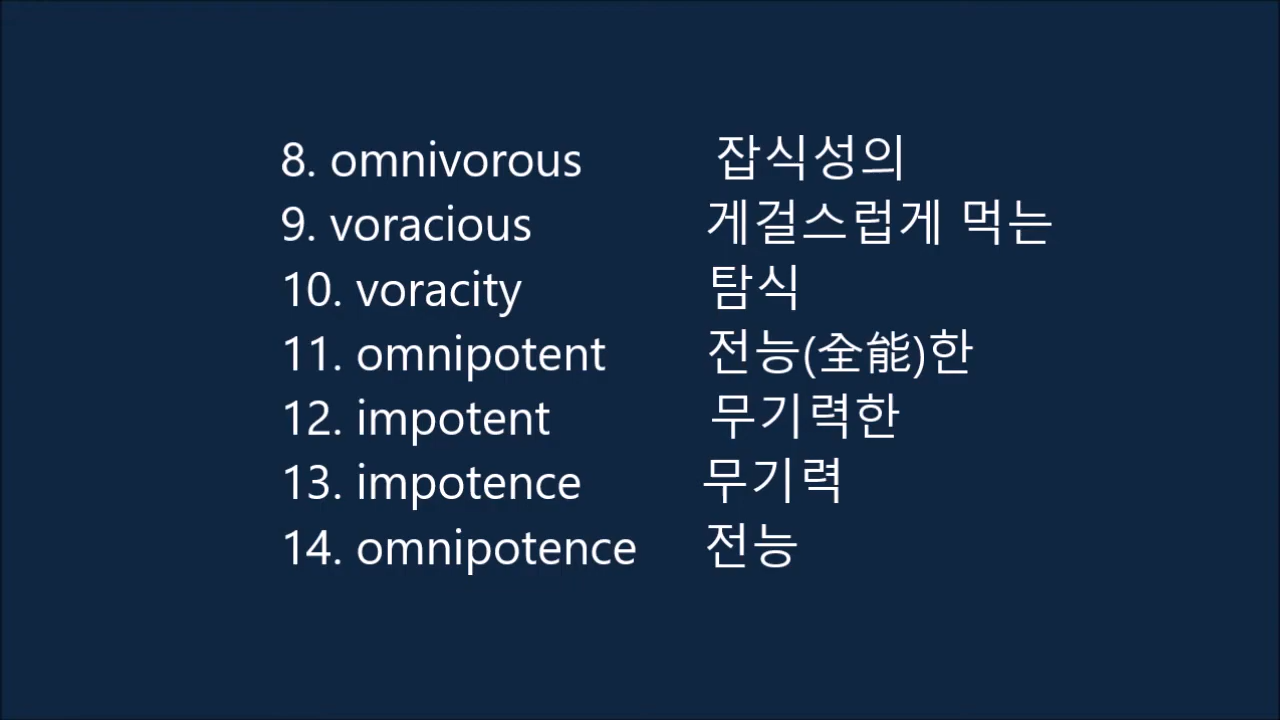 8. omnivorous 잡식성의
9. voracious 게걸스럽게 먹는
10. voracity 탐식
11. omnipotent 전능(全能)한
12. impotent 무기력한
13. impotence 무기력
14. omnipotence 전능